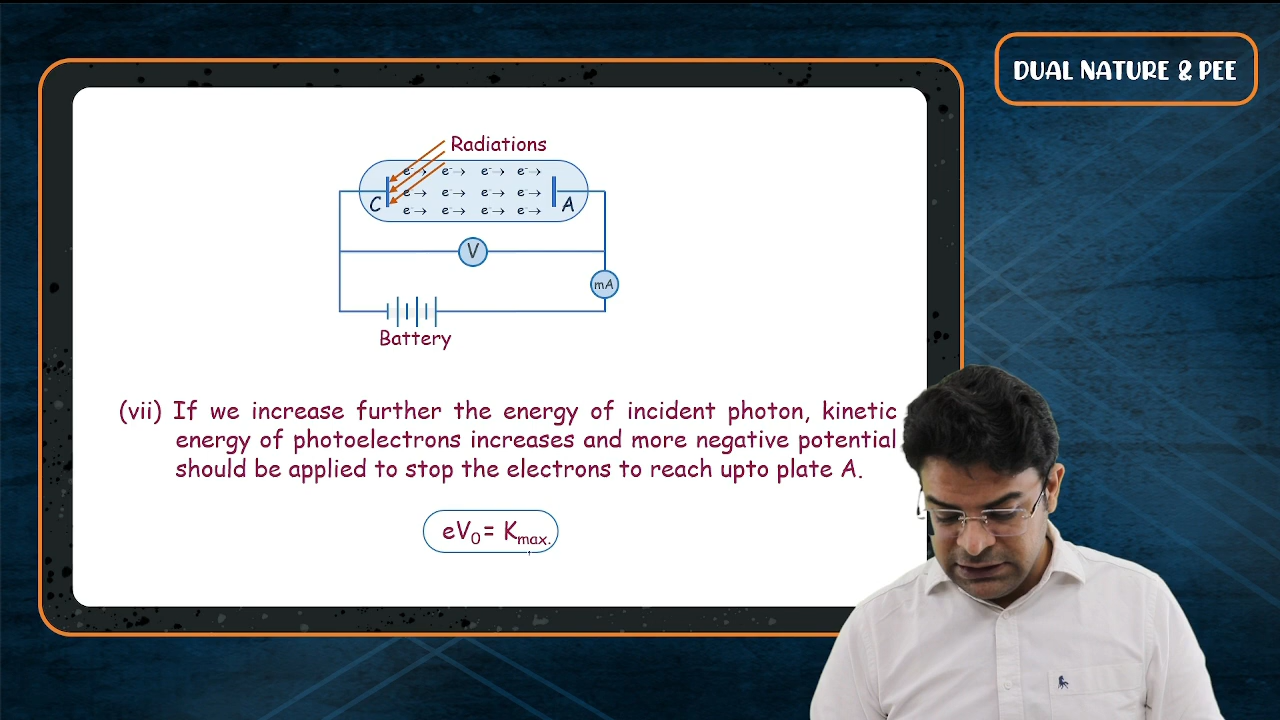 DUAL NATURE & PEE
Radiations
e⁻→ e⁻→ e⁻→ e⁻→
C e⁻→ e⁻→ e⁻→ e⁻→ A
e⁻→ e⁻→ e⁻→ e⁻→
V
mA
Battery
(vii) If we increase further the energy of incident photon, kinetic
energy of photoelectrons increases and more negative potential
should be applied to stop the electrons to reach upto plate A.
eV₀= Kmax.